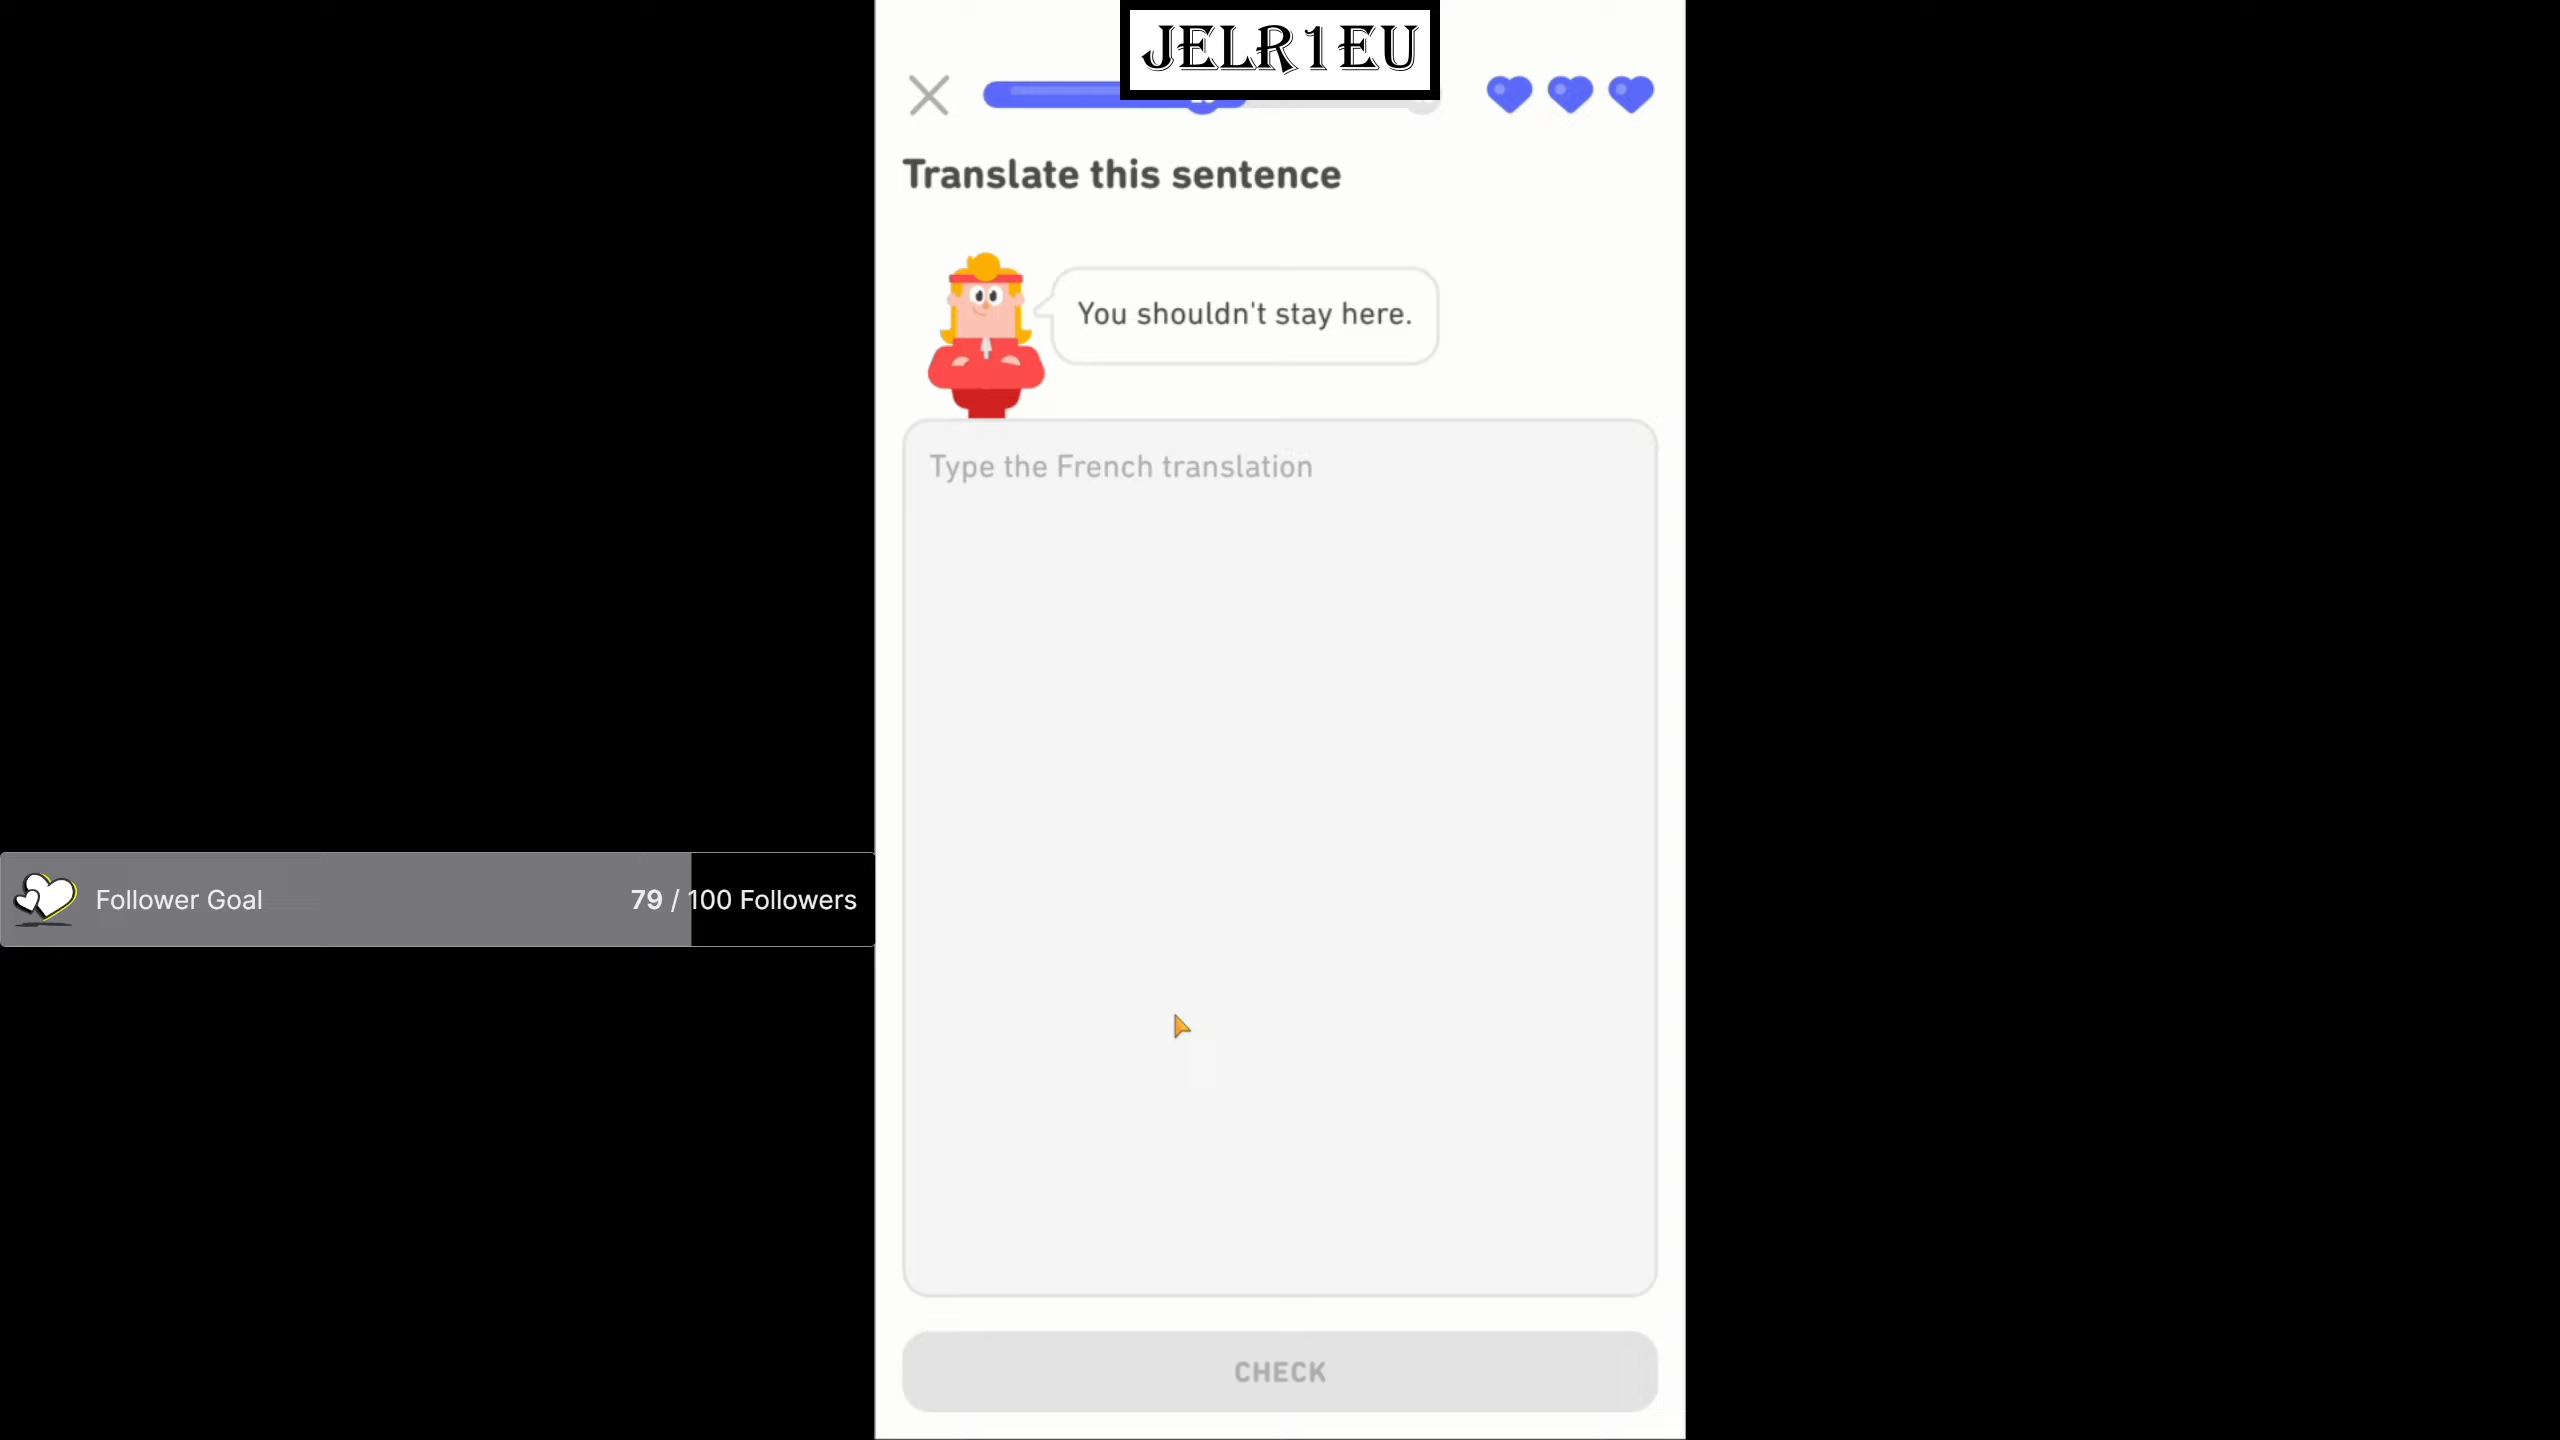 JELR1EU
Translate this sentence
You shouldn't stay here.
Type the French translation
Follower Goal 79 / 100 Followers
CHECK